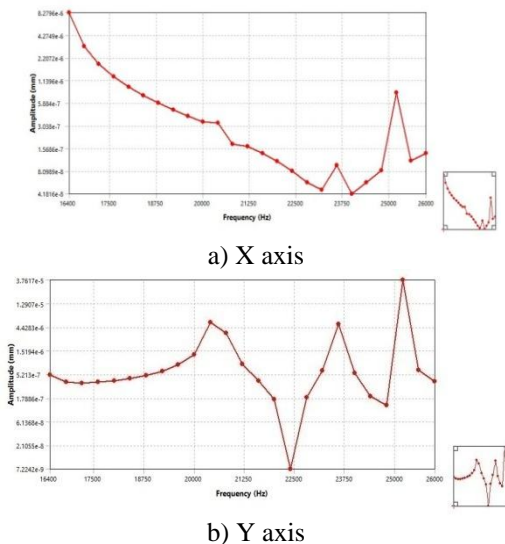 8.2796e-6
4.2749e-6
2.2072e-6
1.1396e-6
5.884e-7
3.038e-7
1.5686e-7
8.0989e-8
4.1816e-8
Amplitude (mm)
16400 17500 18750 20000 21250 22500 23750 25000 26000
Frequency (Hz)
a) X axis
3.7617e-5
1.2907e-5
4.4283e-6
1.5194e-6
5.213e-7
1.7886e-7
6.1368e-8
2.1055e-8
7.2242e-9
Amplitude (mm)
16400 17500 18750 20000 21250 22500 23750 25000 26000
Frequency (Hz)
b) Y axis